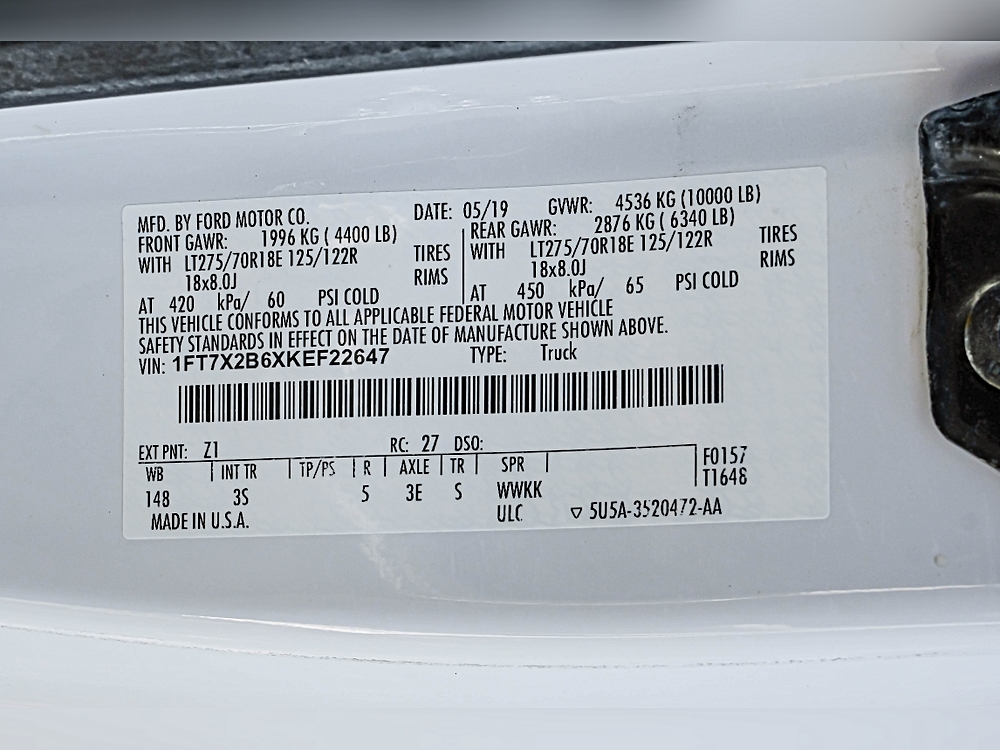 MFD. BY FORD MOTOR CO. DATE: 05/19 GVWR: 4536 KG (10000 LB)
FRONT GAWR: 1996 KG ( 4400 LB) REAR GAWR: 2876 KG ( 6340 LB)
WITH LT275/70R18E 125/122R TIRES WITH LT275/70R18E 125/122R TIRES
18x8.0J RIMS 18x8.0J RIMS
AT 420 kPa/ 60 PSI COLD AT 450 kPa/ 65 PSI COLD
THIS VEHICLE CONFORMS TO ALL APPLICABLE FEDERAL MOTOR VEHICLE
SAFETY STANDARDS IN EFFECT ON THE DATE OF MANUFACTURE SHOWN ABOVE.
VIN: 1FT7X2B6XKEF22647 TYPE: Truck
EXT PNT: Z1 RC: 27 DSO:
WB INT TR TP/PS R AXLE TR SPR F0157
148 3S 5 3E S WWKK T1648
MADE IN U.S.A. ULC ▽ 5U5A-3520472-AA